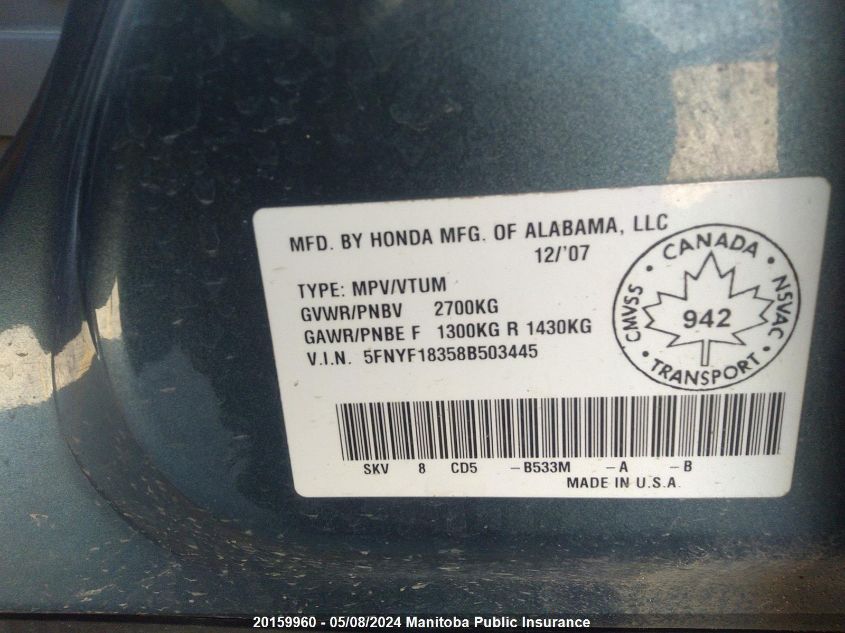 MFD. BY HONDA MFG. OF ALABAMA, LLC
12/'07
TYPE: MPV/VTUM
GVWR/PNBV 2700KG
GAWR/PNBE F 1300KG R 1430KG
V.I.N. 5FNYF18358B503445
• CANADA •
CMVSS
NSVAC
942
• TRANSPORT •
SKV 8 CD5 -B533M -A -B
MADE IN U.S.A.
20159960 - 05/08/2024 Manitoba Public Insurance